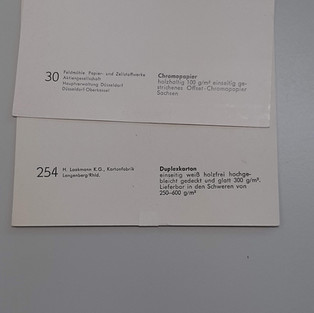 30 Feldmühle Papier- und Zellstoffwerke
Aktiengesellschaft
Hauptverwaltung Düsseldorf
Düsseldorf-Oberkassel
Chromopapier
holzhaltig 100 g/m² einseitig ge-
strichenes Offset-Chromopapier
Sachsen
254 H. Lookmann K.G., Kartonfabrik
Langenberg/Rhld.
Duplexkarton
einseitig weiß holzfrei hochge-
bleicht gedeckt und glatt 300 g/m².
Lieferbar in den Schweren von
250–600 g/m²